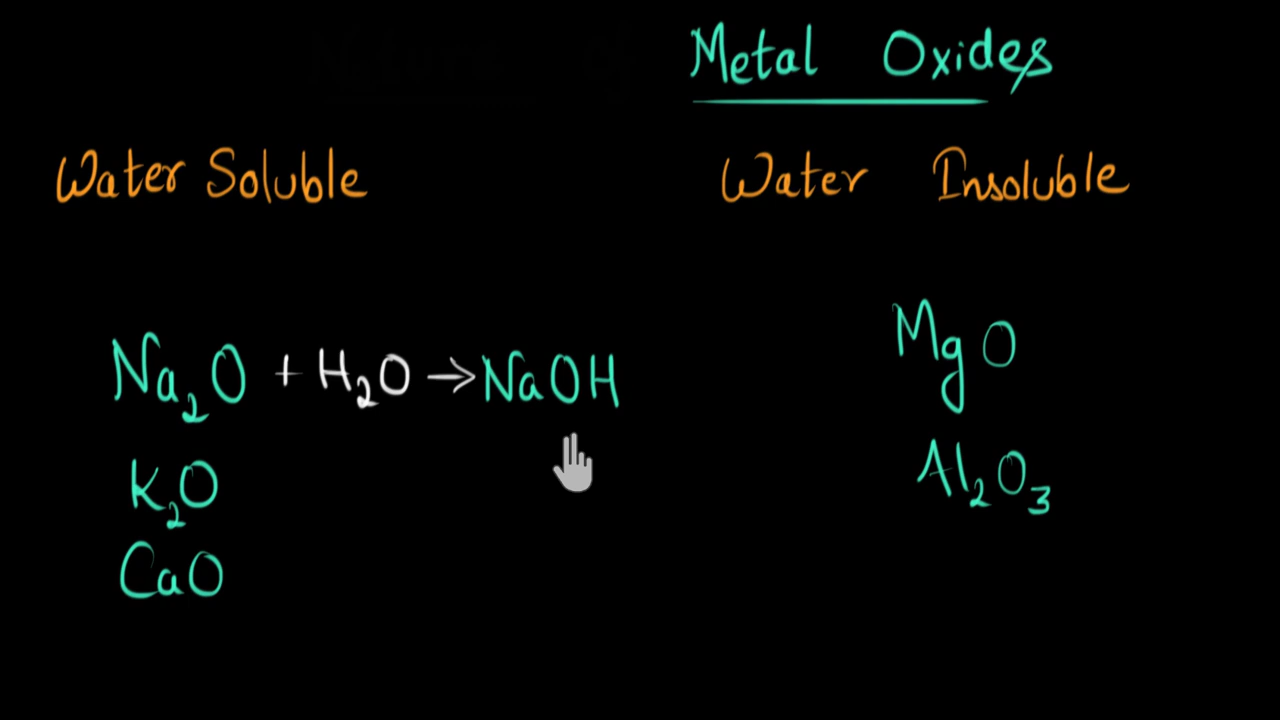 Metal Oxides
Water Soluble
Water Insoluble
Na₂O + H₂O → NaOH
MgO
K₂O
Al₂O₃
CaO